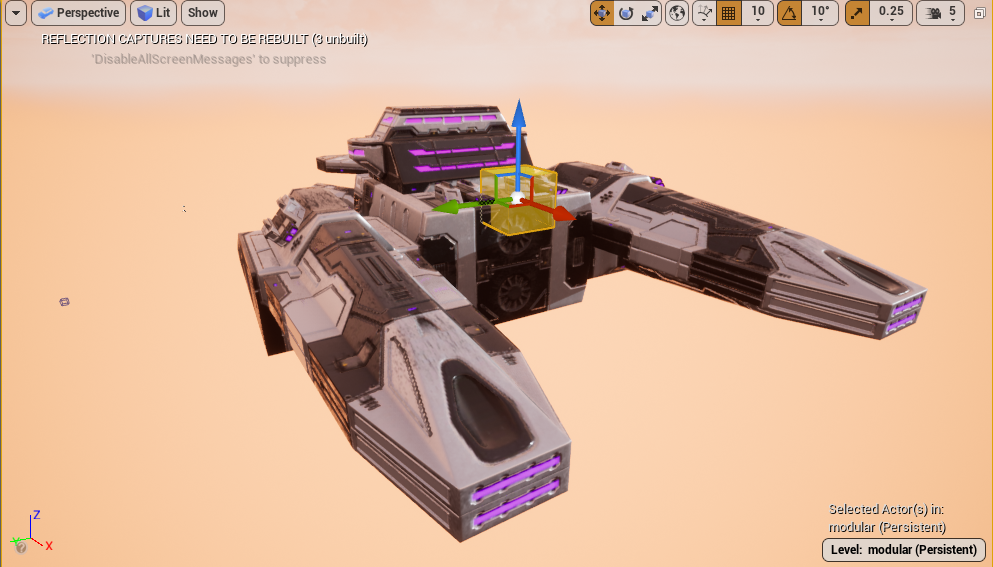 Perspective Lit Show 10 10° 0.25 5
REFLECTION CAPTURES NEED TO BE REBUILT (3 unbuilt)
'DisableAllScreenMessages' to suppress
Z
Y
X
?
Selected Actor(s) in:
modular (Persistent)
Level: modular (Persistent)